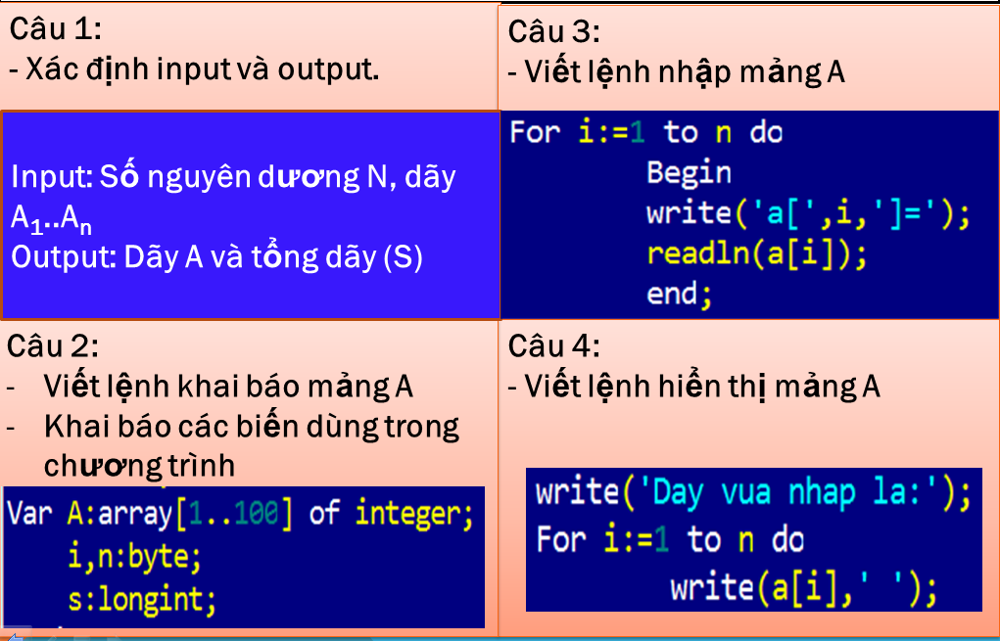 Câu 1:
- Xác định input và output.
Input: Số nguyên dương N, dãy
A₁..Aₙ
Output: Dãy A và tổng dãy (S)
Câu 2:
- Viết lệnh khai báo mảng A
- Khai báo các biến dùng trong
chương trình
Var A:array[1..100] of integer;
i,n:byte;
s:longint;
Câu 3:
- Viết lệnh nhập mảng A
For i:=1 to n do
Begin
write('a[',i,']=');
readln(a[i]);
end;
Câu 4:
- Viết lệnh hiển thị mảng A
write('Day vua nhap la:');
For i:=1 to n do
write(a[i],' ');